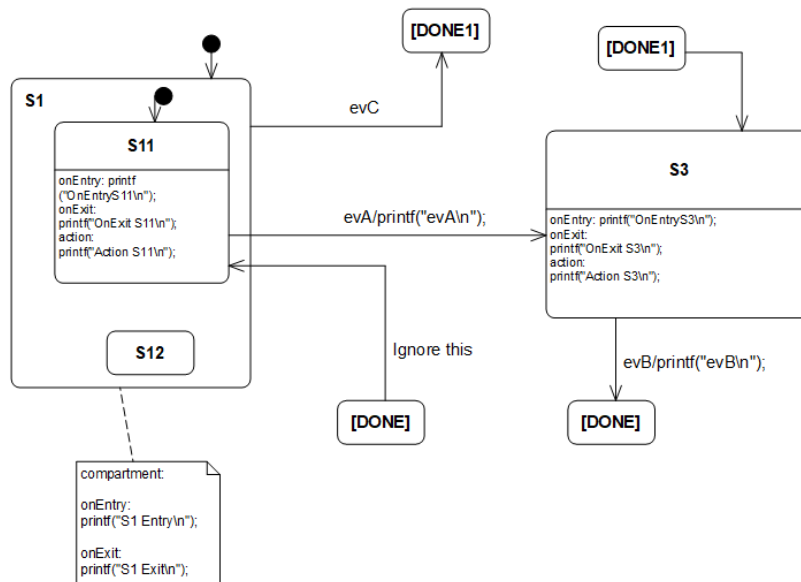 [DONE1]
[DONE1]
S1
evC
S11
onEntry: printf
("OnEntryS11\n");
onExit:
printf("OnExit S11\n");
action:
printf("Action S11\n");
evA/printf("evA\n");
S3
onEntry: printf("OnEntryS3\n");
onExit:
printf("OnExit S3\n");
action:
printf("Action S3\n");
S12
Ignore this
evB/printf("evB\n");
[DONE]
[DONE]
compartment:
onEntry:
printf("S1 Entry\n");
onExit:
printf("S1 Exit\n");